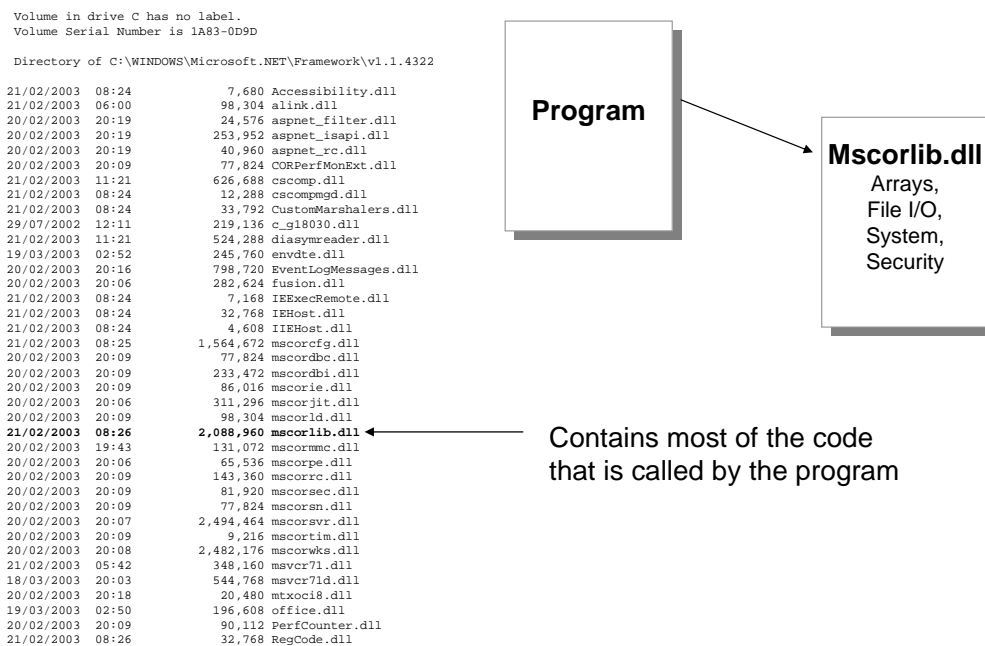 Volume in drive C has no label.
Volume Serial Number is 1A83-0D9D
Directory of C:\WINDOWS\Microsoft.NET\Framework\v1.1.4322
21/02/2003 08:24 7,680 Accessibility.dll
21/02/2003 06:00 98,304 alink.dll
20/02/2003 20:19 24,576 aspnet_filter.dll
20/02/2003 20:19 253,952 aspnet_isapi.dll
20/02/2003 20:19 40,960 aspnet_rc.dll
20/02/2003 20:09 77,824 CORPerfMonExt.dll
21/02/2003 11:21 626,688 cscomp.dll
21/02/2003 08:24 12,288 cscompmgd.dll
21/02/2003 08:24 33,792 CustomMarshalers.dll
29/07/2002 12:11 219,136 c_g18030.dll
21/02/2003 11:21 524,288 diasymreader.dll
19/03/2003 02:52 245,760 envdte.dll
20/02/2003 20:16 798,720 EventLogMessages.dll
20/02/2003 20:06 282,624 fusion.dll
21/02/2003 08:24 7,168 IEExecRemote.dll
21/02/2003 08:24 32,768 IEHost.dll
21/02/2003 08:24 4,608 IIEHost.dll
21/02/2003 08:25 1,564,672 mscorcfg.dll
20/02/2003 20:09 77,824 mscordbc.dll
20/02/2003 20:09 233,472 mscordbi.dll
20/02/2003 20:09 86,016 mscorie.dll
20/02/2003 20:06 311,296 mscorjit.dll
20/02/2003 20:09 98,304 mscorld.dll
21/02/2003 08:26 2,088,960 mscorlib.dll
20/02/2003 19:43 131,072 mscormmc.dll
20/02/2003 20:06 65,536 mscorpe.dll
20/02/2003 20:09 143,360 mscorrc.dll
20/02/2003 20:09 81,920 mscorsec.dll
20/02/2003 20:09 77,824 mscorsn.dll
20/02/2003 20:07 2,494,464 mscorsvr.dll
20/02/2003 20:09 9,216 mscortim.dll
20/02/2003 20:08 2,482,176 mscorwks.dll
21/02/2003 05:42 348,160 msvcr71.dll
18/03/2003 20:03 544,768 msvcr71d.dll
20/02/2003 20:18 20,480 mtxoci8.dll
19/03/2003 02:50 196,608 office.dll
20/02/2003 20:09 90,112 PerfCounter.dll
21/02/2003 08:26 32,768 RegCode.dll
Program
Mscorlib.dll
Arrays,
File I/O,
System,
Security
Contains most of the code
that is called by the program